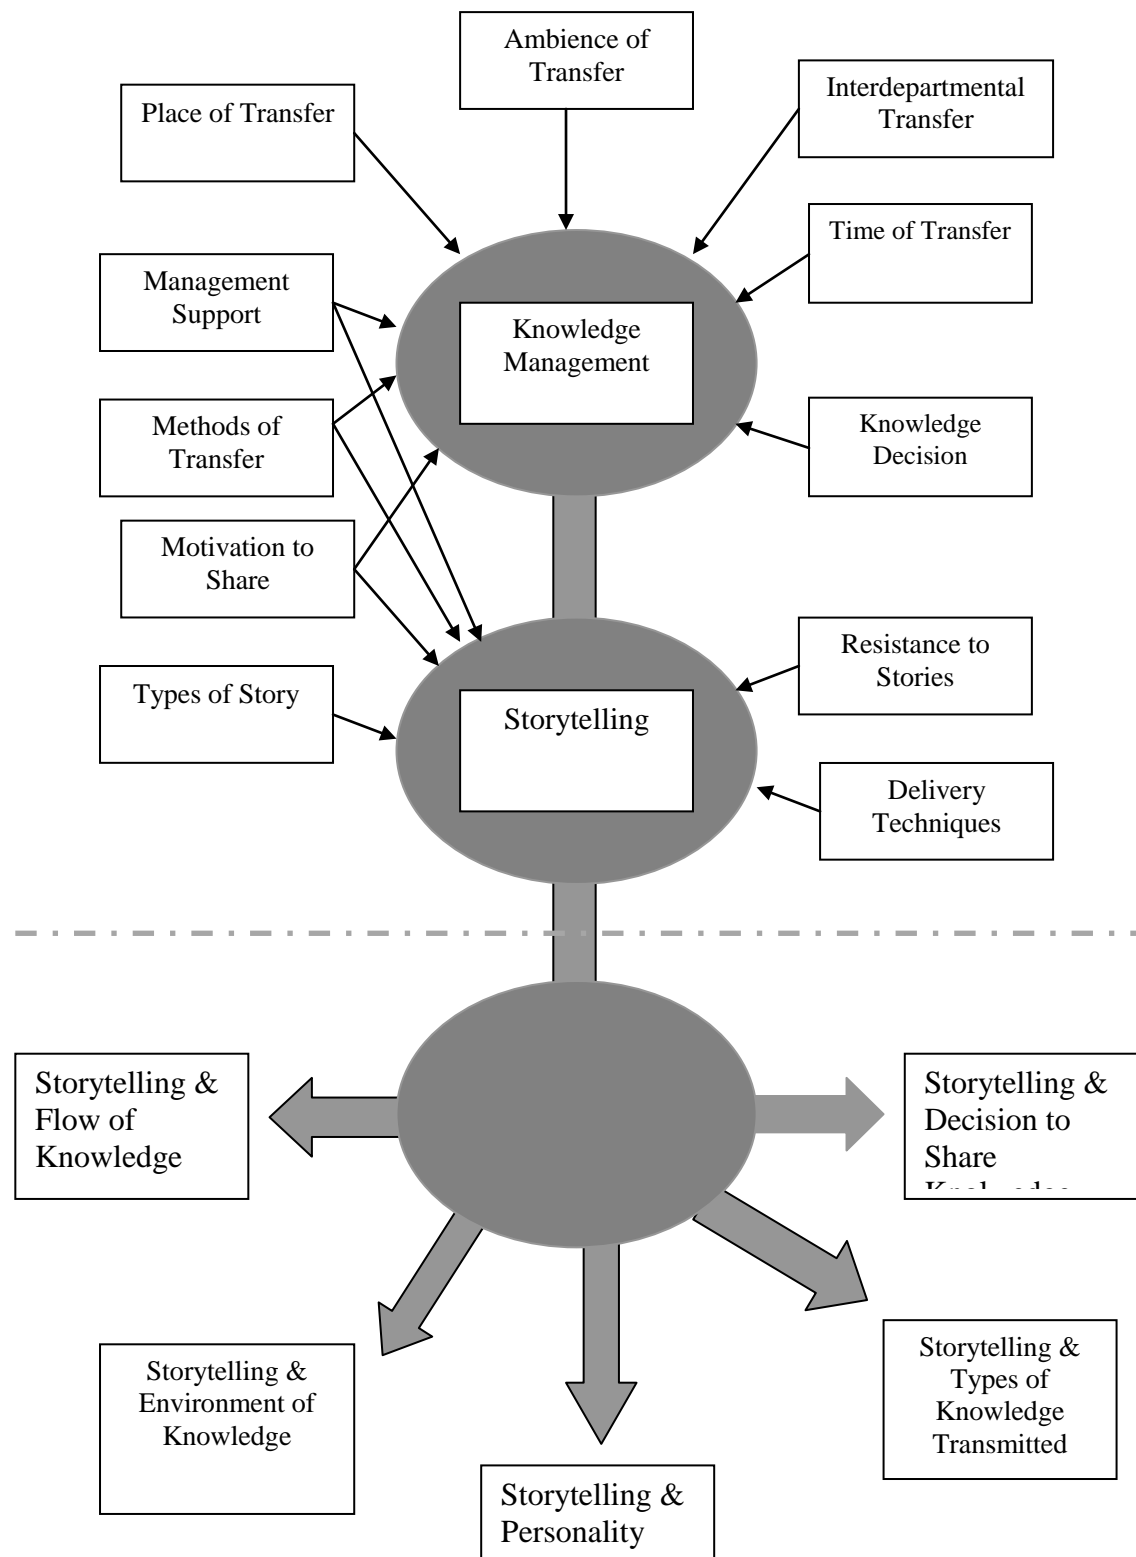 Ambience of
Transfer
Place of Transfer
Interdepartmental
Transfer
Time of Transfer
Management
Support
Knowledge
Management
Methods of
Transfer
Knowledge
Decision
Motivation to
Share
Types of Story
Storytelling
Resistance to
Stories
Delivery
Techniques
Storytelling &
Flow of
Knowledge
Storytelling &
Decision to
Share
Storytelling &
Environment of
Knowledge
Storytelling &
Types of
Knowledge
Transmitted
Storytelling &
Personality